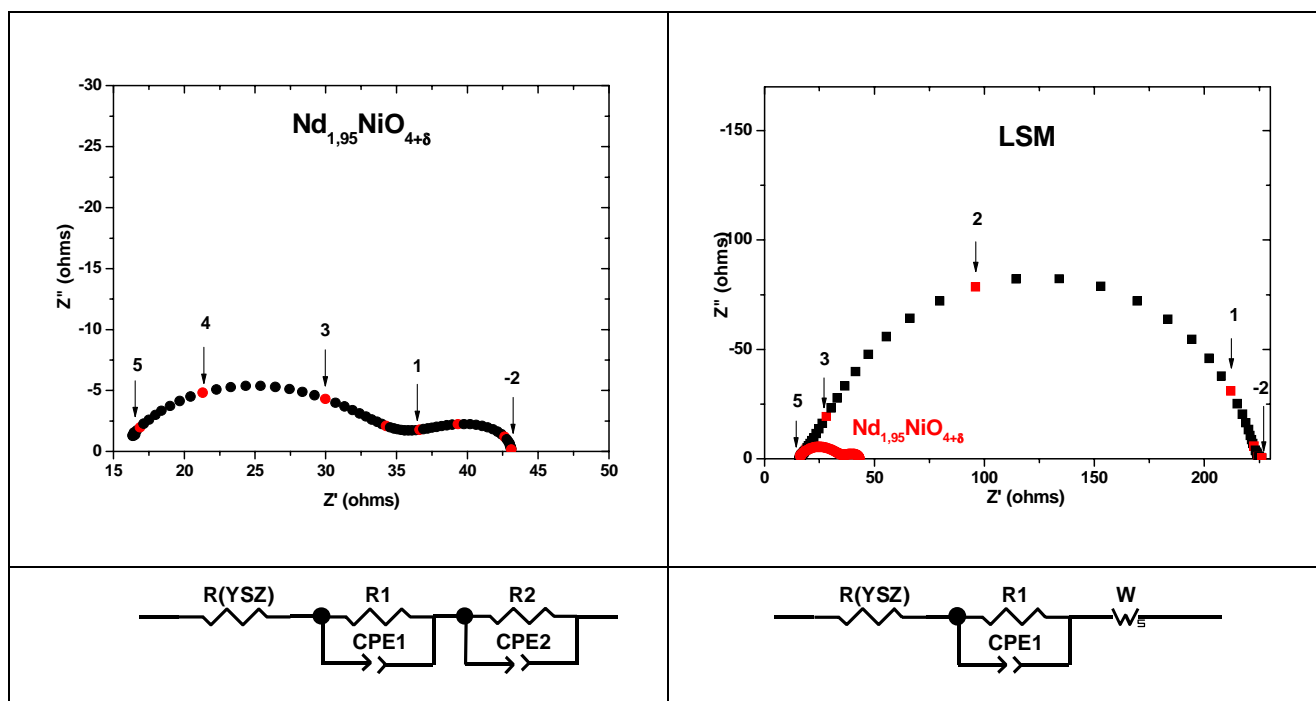 Nd1,95NiO4+δ
-30
-25
-20
-15
-10
-5
0
Z'' (ohms)
5
4
3
1
-2
15 20 25 30 35 40 45 50
Z' (ohms)
LSM
-150
-100
-50
0
Z'' (ohms)
2
1
3
5
-2
Nd1,95NiO4+δ
0 50 100 150 200
Z' (ohms)
R(YSZ) R1 R2
CPE1 CPE2
R(YSZ) R1 W
s
CPE1